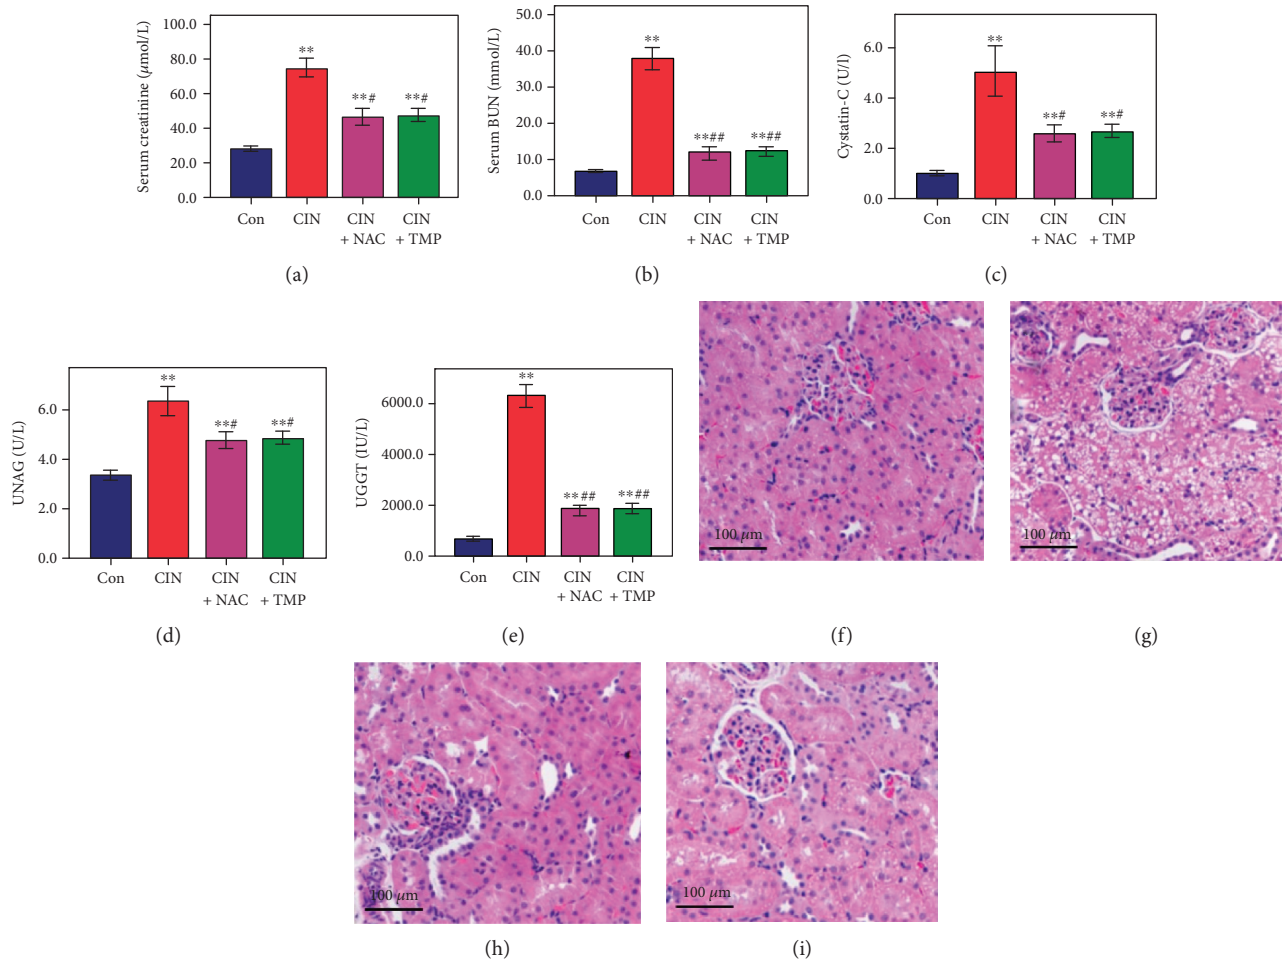 Serum creatinine (μmol/L)
100.0
80.0
60.0
40.0
20.0
0.0
**
**#
**#
Con
CIN
CIN
+ NAC
CIN
+ TMP
(a)
Serum BUN (mmol/L)
50.0
40.0
30.0
20.0
10.0
0.0
**
**##
**##
Con
CIN
CIN
+ NAC
CIN
+ TMP
(b)
Cystatin-C (U/l)
6.0
4.0
2.0
0.0
**
**#
**#
Con
CIN
CIN
+ NAC
CIN
+ TMP
(c)
UNAG (IU/L)
6.0
4.0
2.0
0.0
**
**#
**#
Con
CIN
CIN
+ NAC
CIN
+ TMP
(d)
UGGT (IU/L)
6000.0
4000.0
2000.0
0.0
**
**##
**##
Con
CIN
CIN
+ NAC
CIN
+ TMP
(e)
100 μm
(f)
100 μm
(g)
100 μm
(h)
100 μm
(i)